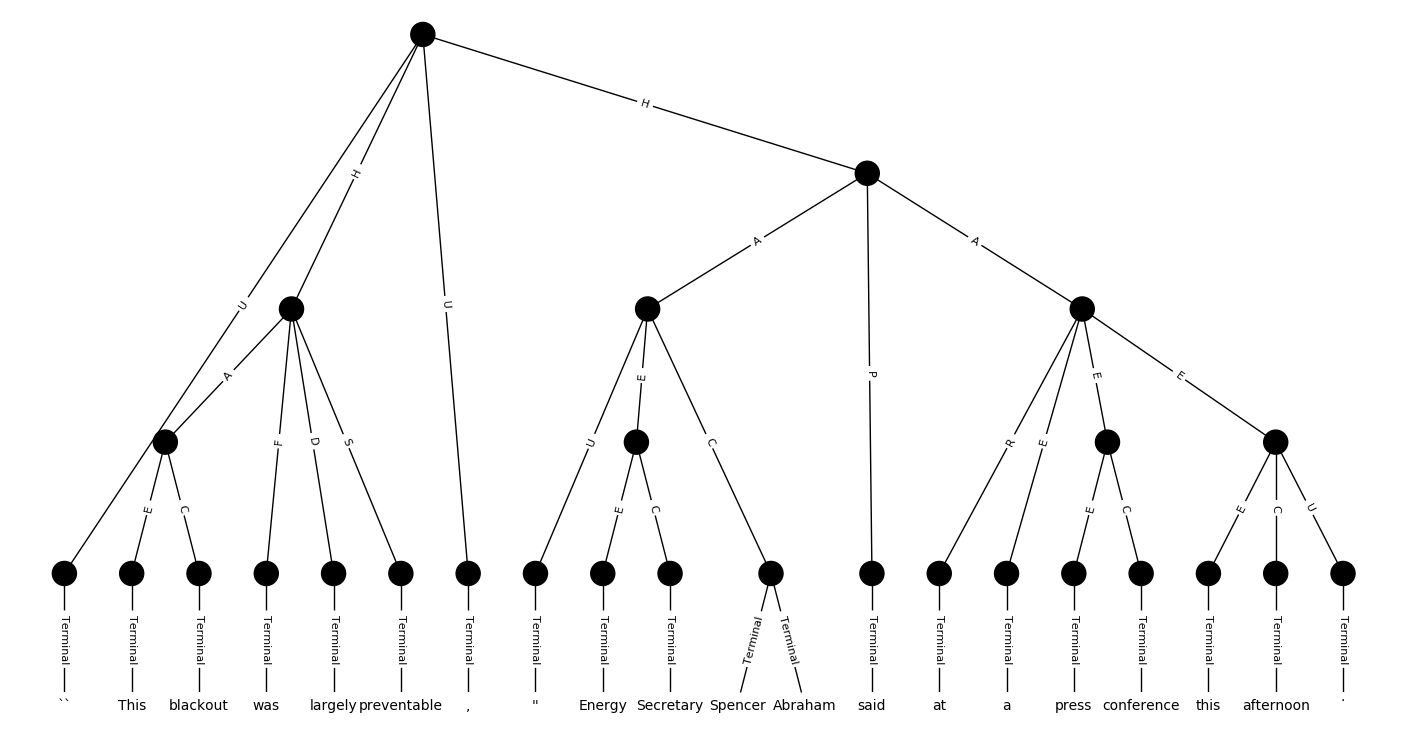 H
H
A
A
U
U
A
E
P
E
E
F
D
S
U
C
R
E
E
C
E
C
E
C
E
C
U
Terminal Terminal Terminal Terminal Terminal Terminal Terminal Terminal Terminal Terminal Terminal Terminal Terminal Terminal Terminal Terminal Terminal Terminal Terminal Terminal
`` This blackout was largely preventable , " Energy Secretary Spencer Abraham said at a press conference this afternoon .